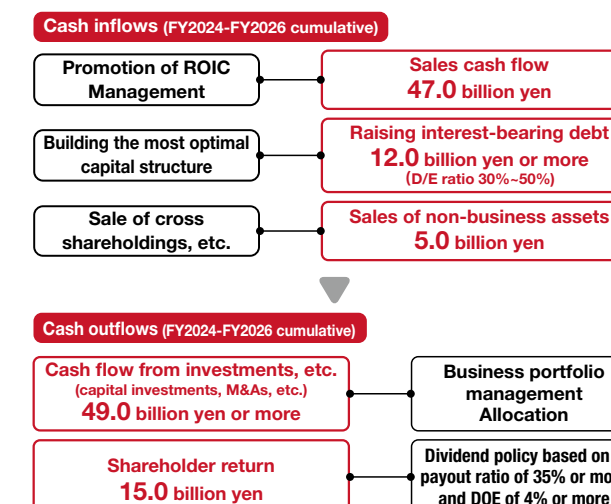 Cash inflows (FY2024-FY2026 cumulative)
Promotion of ROIC
Management
Sales cash flow
47.0 billion yen
Building the most optimal
capital structure
Raising interest-bearing debt
12.0 billion yen or more
(D/E ratio 30%~50%)
Sale of cross
shareholdings, etc.
Sales of non-business assets
5.0 billion yen
Cash outflows (FY2024-FY2026 cumulative)
Cash flow from investments, etc.
(capital investments, M&As, etc.)
49.0 billion yen or more
Business portfolio
management
Allocation
Shareholder return
15.0 billion yen
Dividend policy based on
payout ratio of 35% or
and DOE of 4% or more